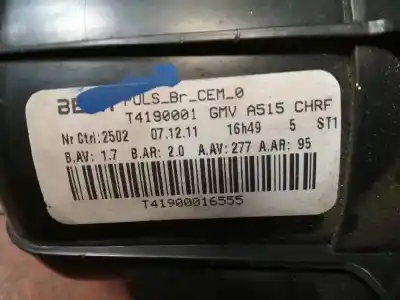 PULS_Br_CEM_0
T4190001 GMV A515 CHRF
Nr Ctrl:2502 07.12.11 16h49 5 ST1
B.AV: 1.7 B.AR: 2.0 A.AV: 277 A.AR: 95
T41900016555